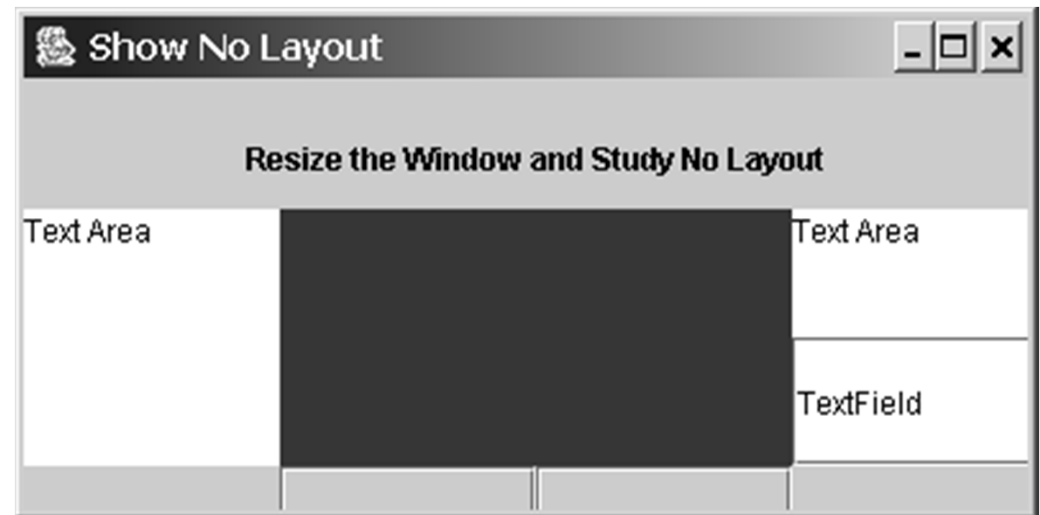 Show No Layout
Resize the Window and Study No Layout
Text Area
Text Area
TextField